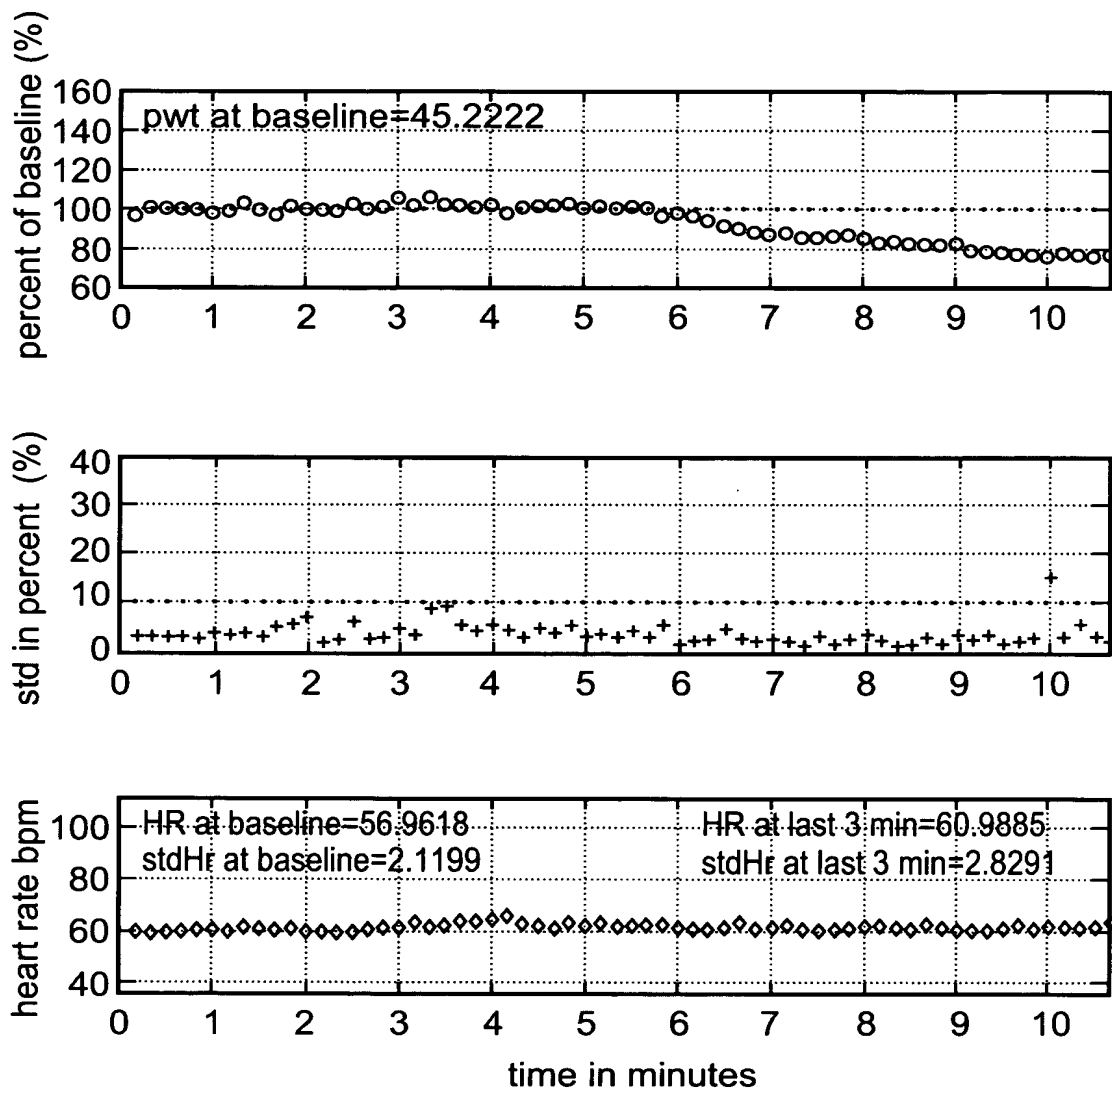 percent of baseline (%)
160
140
120
100
80
60
pwt at baseline=45.2222
0 1 2 3 4 5 6 7 8 9 10
std in percent (%)
40
30
20
10
0
0 1 2 3 4 5 6 7 8 9 10
heart rate bpm
100
80
60
40
HR at baseline=56.9618
stdHr at baseline=2.1199
HR at last 3 min=60.9885
stdHr at last 3 min=2.8291
0 1 2 3 4 5 6 7 8 9 10
time in minutes